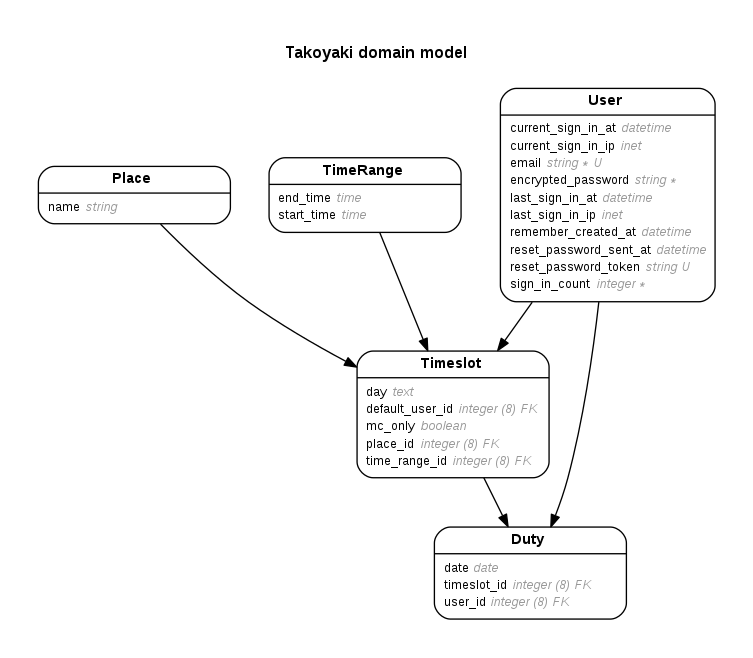 Takoyaki domain model
User
current_sign_in_at datetime
current_sign_in_ip inet
email string * U
encrypted_password string *
last_sign_in_at datetime
last_sign_in_ip inet
remember_created_at datetime
reset_password_sent_at datetime
reset_password_token string U
sign_in_count integer *
Place
name string
TimeRange
end_time time
start_time time
Timeslot
day text
default_user_id integer (8) FK
mc_only boolean
place_id integer (8) FK
time_range_id integer (8) FK
Duty
date date
timeslot_id integer (8) FK
user_id integer (8) FK